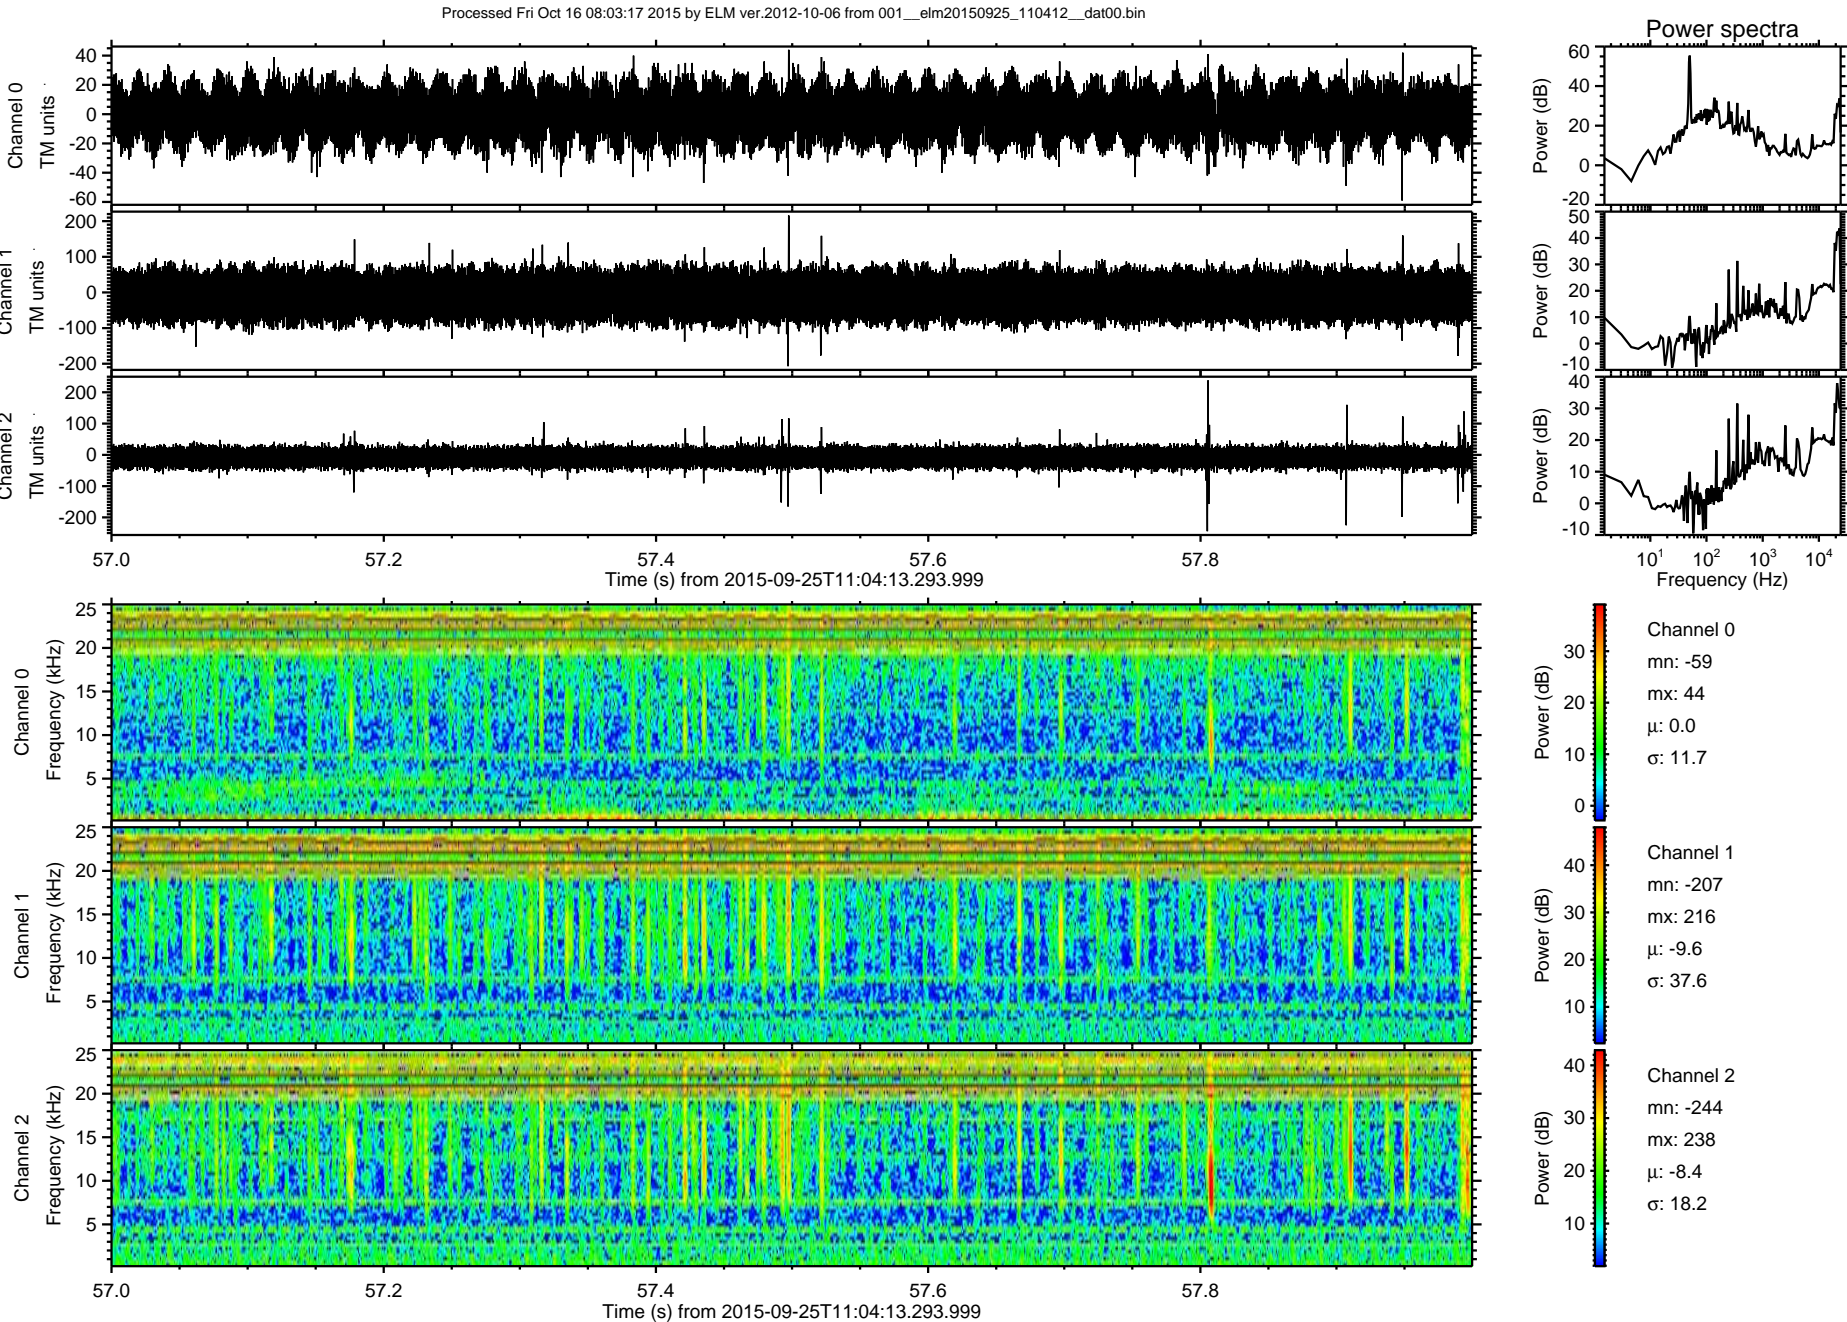 Processed Fri Oct 16 08:03:17 2015 by ELM ver.2012-10-06 from 001__elm20150925_110412__dat00.bin
Power spectra
Channel 0
TM units
40
20
0
-20
-40
-60
Power (dB)
60
40
20
0
-20
Channel 1
TM units
200
100
0
-100
-200
Power (dB)
50
40
30
20
10
0
-10
Channel 2
TM units
200
100
0
-100
-200
Power (dB)
40
30
20
10
0
-10
57.0 57.2 57.4 57.6 57.8
Time (s) from 2015-09-25T11:04:13.293.999
10^1 10^2 10^3 10^4
Frequency (Hz)
Channel 0
Frequency (kHz)
25
20
15
10
5
Power (dB)
30
20
10
0
Channel 0
mn: -59
mx: 44
μ: 0.0
σ: 11.7
Channel 1
Frequency (kHz)
25
20
15
10
5
Power (dB)
40
30
20
10
Channel 1
mn: -207
mx: 216
μ: -9.6
σ: 37.6
Channel 2
Frequency (kHz)
25
20
15
10
5
Power (dB)
40
30
20
10
Channel 2
mn: -244
mx: 238
μ: -8.4
σ: 18.2
57.0 57.2 57.4 57.6 57.8
Time (s) from 2015-09-25T11:04:13.293.999